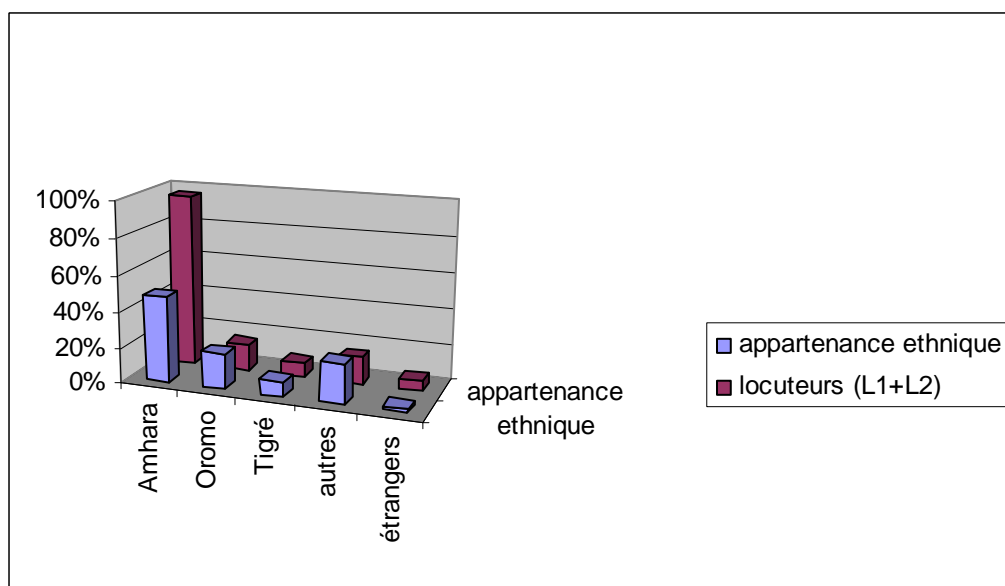 100%
80%
60%
40%
20%
0%
Amhara
Oromo
Tigré
autres
étrangers
appartenance
ethnique
appartenance ethnique
locuteurs (L1+L2)